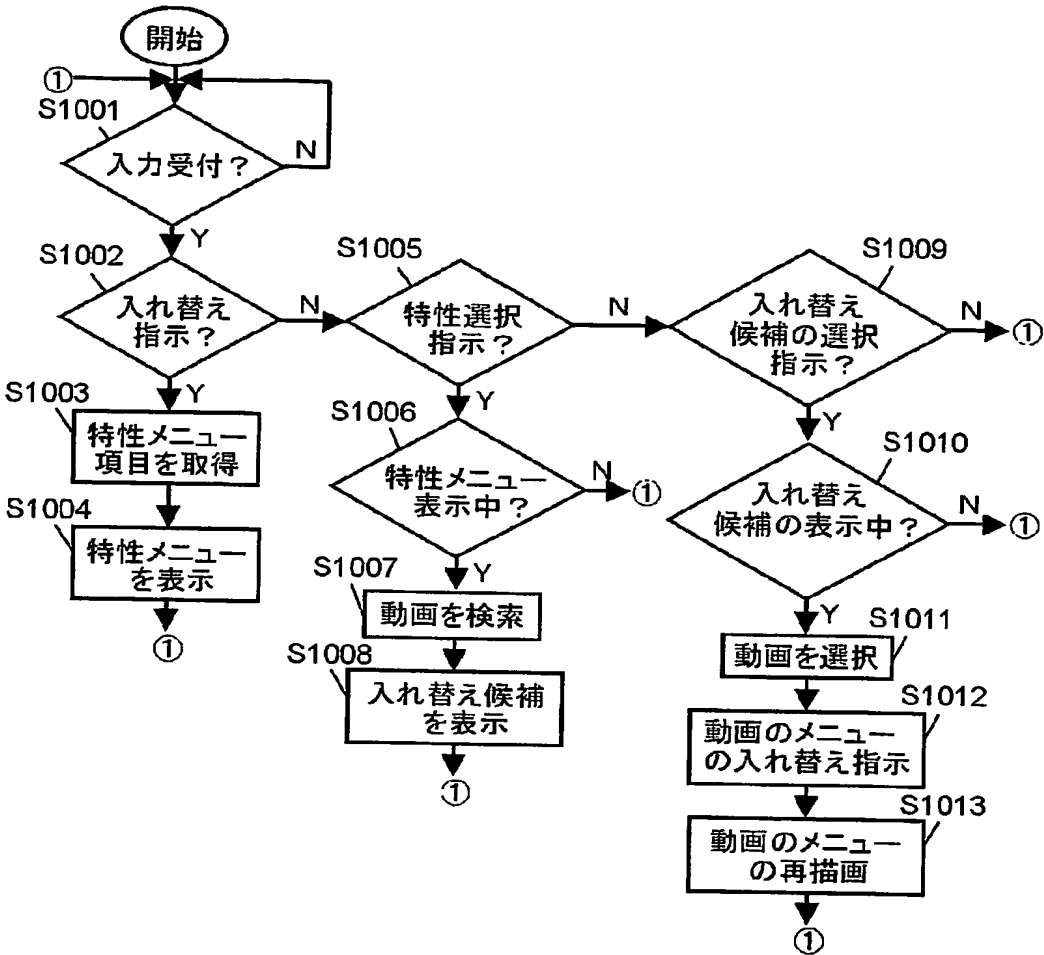 開始
①
S1001
入力受付？
N
Y
S1002
入れ替え
指示？
N
Y
S1003
特性メニュー
項目を取得
S1004
特性メニュー
を表示
①
S1005
特性選択
指示？
N
Y
S1006
特性メニュー
表示中？
N
①
Y
S1007
動画を検索
S1008
入れ替え候補
を表示
①
S1009
入れ替え
候補の選択
指示？
N
①
Y
S1010
入れ替え
候補の表示中？
N
①
Y
S1011
動画を選択
S1012
動画のメニュー
の入れ替え指示
S1013
動画のメニュー
の再描画
①